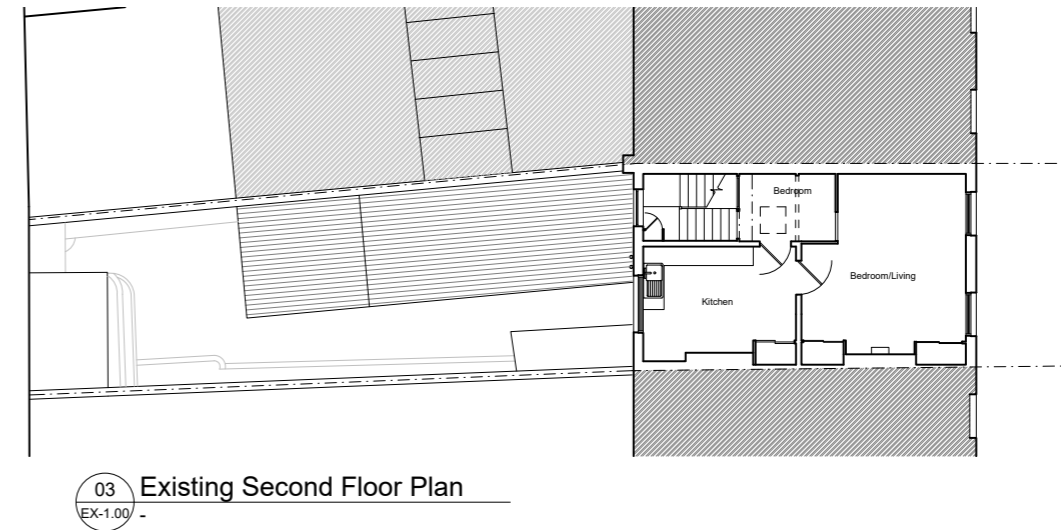 Bedroom
Bedroom/Living
Kitchen
03 Existing Second Floor Plan
EX-1.00 -